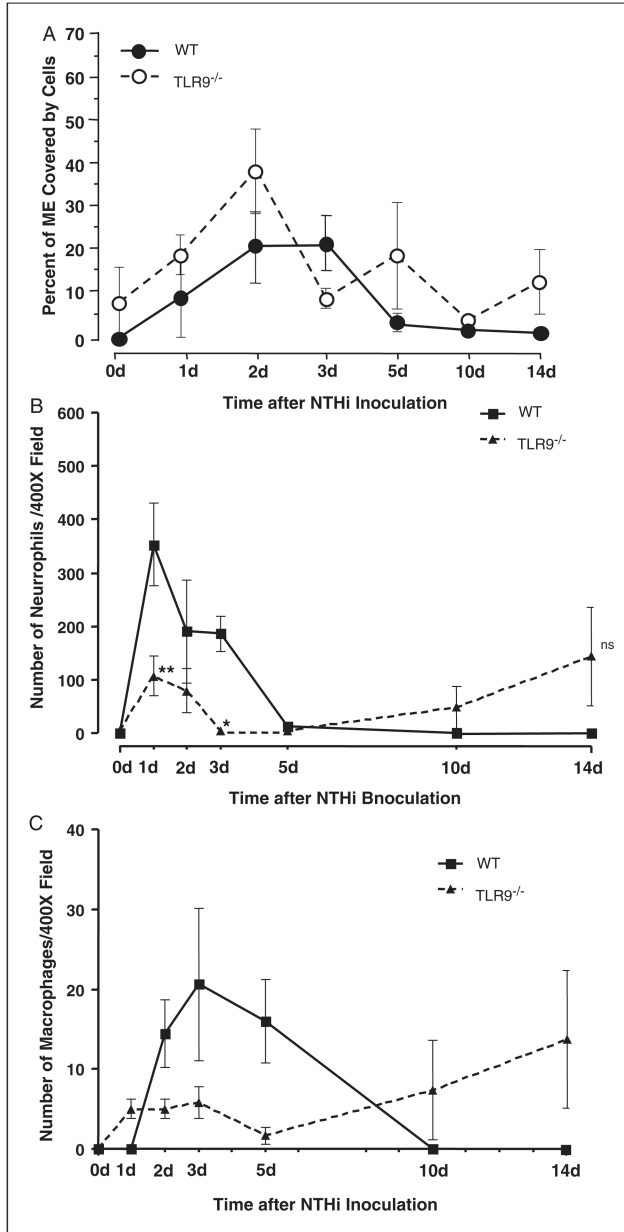 A
70
60
50
40
30
20
10
0
Percent of ME Covered by Cells
WT
TLR9-/-
0d 1d 2d 3d 5d 10d 14d
Time after NTHi Inoculation
B
600
500
400
300
200
100
0
Number of Neurrophils /400X Field
WT
TLR9-/-
**
*
ns
0d 1d 2d 3d 5d 10d 14d
Time after NTHi Bnoculation
C
40
30
20
10
0
Number of Macrophages/400X Field
WT
TLR9-/-
0d 1d 2d 3d 5d 10d 14d
Time after NTHi Inoculation